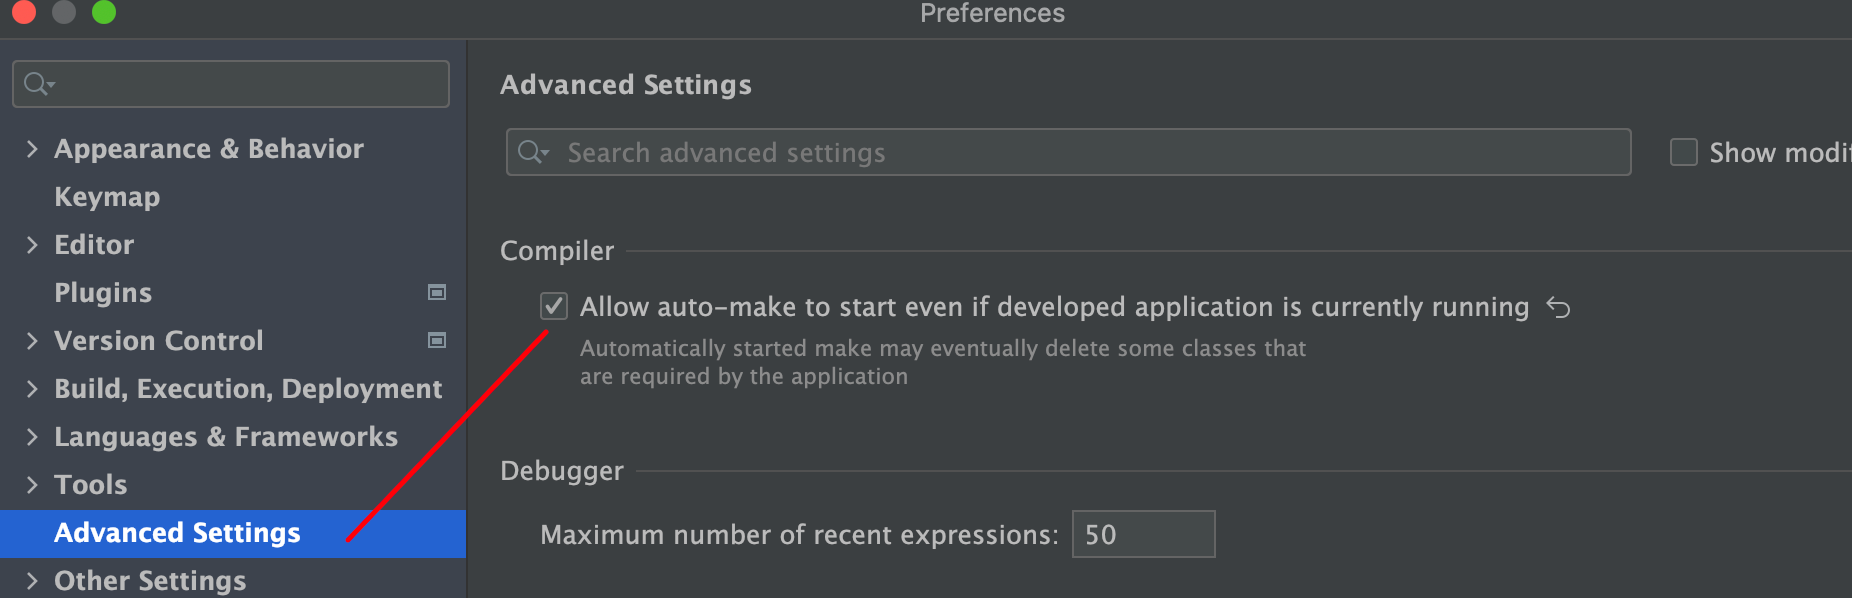 Preferences
Appearance & Behavior
Keymap
Editor
Plugins
Version Control
Build, Execution, Deployment
Languages & Frameworks
Tools
Advanced Settings
Other Settings
Advanced Settings
Search advanced settings
Show modif
Compiler
Allow auto-make to start even if developed application is currently running
Automatically started make may eventually delete some classes that
are required by the application
Debugger
Maximum number of recent expressions: 50